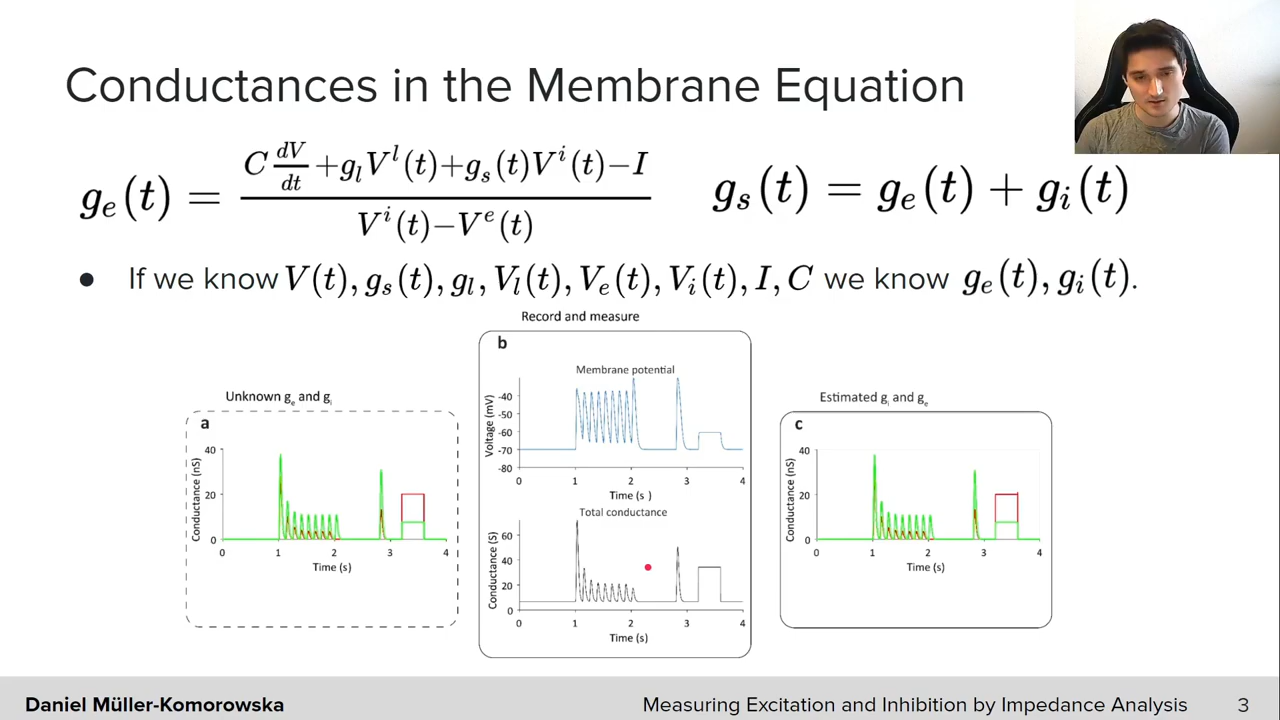 Conductances in the Membrane Equation
g_e(t) = \frac{C\frac{dV}{dt}+g_lV^l(t)+g_s(t)V^i(t)-I}{V^i(t)-V^e(t)}
g_s(t) = g_e(t) + g_i(t)
● If we know V(t), g_s(t), g_l, V_l(t), V_e(t), V_i(t), I, C we know g_e(t), g_i(t).
Unknown g_e and g_i
a
Conductance (nS)
40
20
0
0 1 2 3 4
Time (s)
Record and measure
b
Membrane potential
Voltage (mV)
-40
-50
-60
-70
-80
0 1 2 3 4
Time (s )
Total conductance
Conductance (S)
60
40
20
0
0 1 2 3 4
Time (s)
Estimated g_i and g_e
c
Conductance (nS)
40
20
0
0 1 2 3 4
Time (s)
Daniel Müller-Komorowska
Measuring Excitation and Inhibition by Impedance Analysis
3